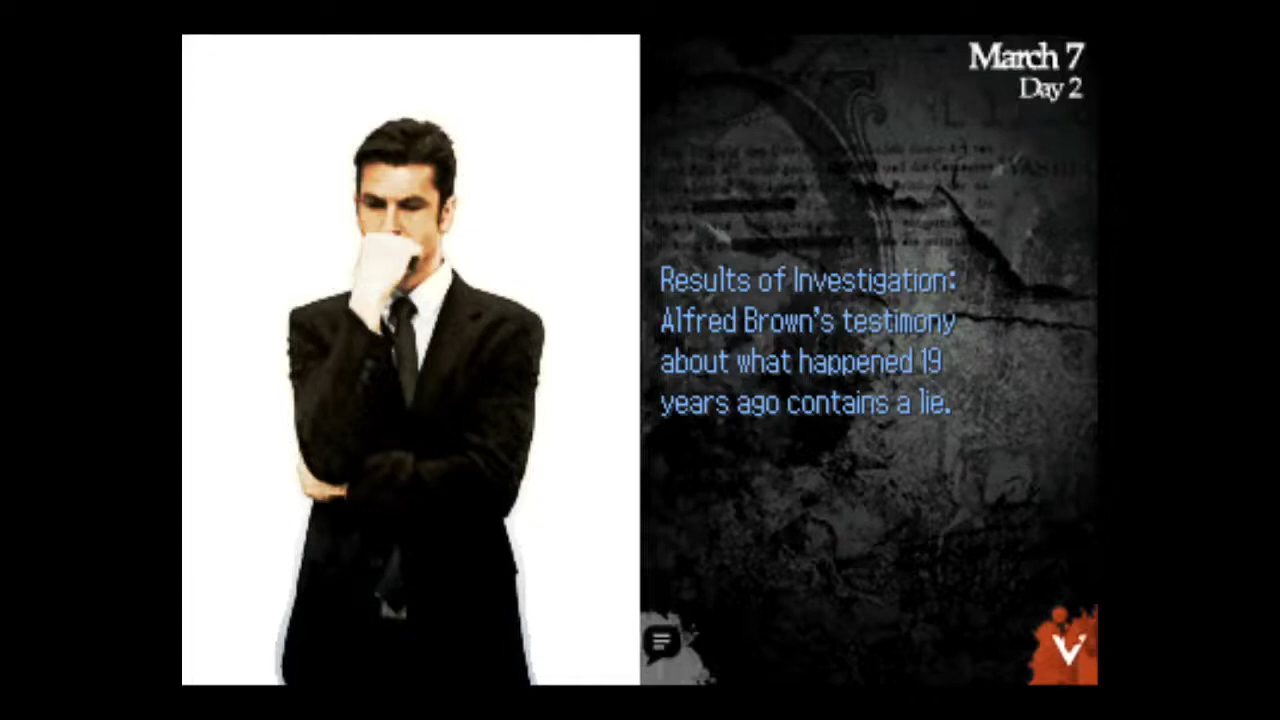 March 7
Day 2
Results of Investigation:
Alfred Brown's testimony
about what happened 19
years ago contains a lie.